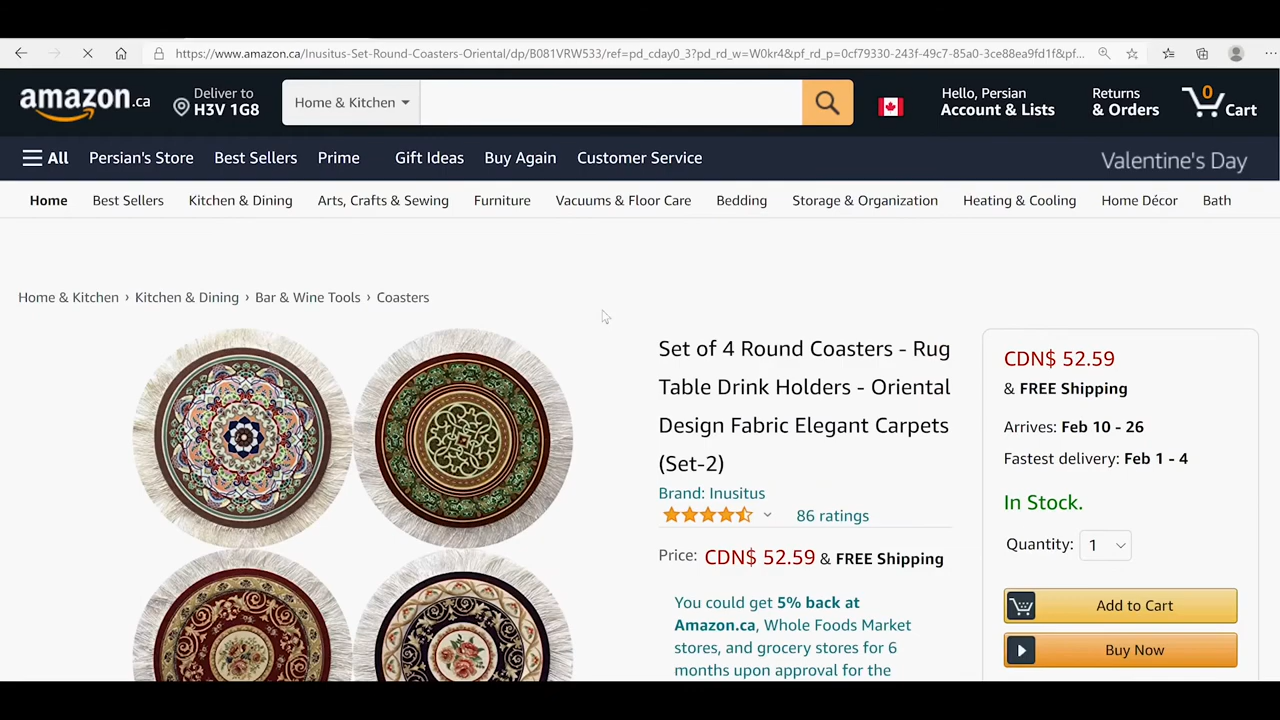 https://www.amazon.ca/Inusitus-Set-Round-Coasters-Oriental/dp/B081VRW533/ref=pd_cday0_3?pd_rd_w=W0kr4&pf_rd_p=0cf79330-243f-49c7-85a0-3ce88ea9fd1f&pf...
amazon.ca
Deliver to
H3V 1G8
Home & Kitchen
Hello, Persian
Account & Lists
Returns
& Orders
0
Cart
All
Persian's Store
Best Sellers
Prime
Gift Ideas
Buy Again
Customer Service
Valentine's Day
Home
Best Sellers
Kitchen & Dining
Arts, Crafts & Sewing
Furniture
Vacuums & Floor Care
Bedding
Storage & Organization
Heating & Cooling
Home Décor
Bath
Home & Kitchen › Kitchen & Dining › Bar & Wine Tools › Coasters
Set of 4 Round Coasters - Rug
Table Drink Holders - Oriental
Design Fabric Elegant Carpets
(Set-2)
Brand: Inusitus
86 ratings
Price: CDN$ 52.59 & FREE Shipping
You could get 5% back at
Amazon.ca, Whole Foods Market
stores, and grocery stores for 6
months upon approval for the
CDN$ 52.59
& FREE Shipping
Arrives: Feb 10 - 26
Fastest delivery: Feb 1 - 4
In Stock.
Quantity: 1
Add to Cart
Buy Now